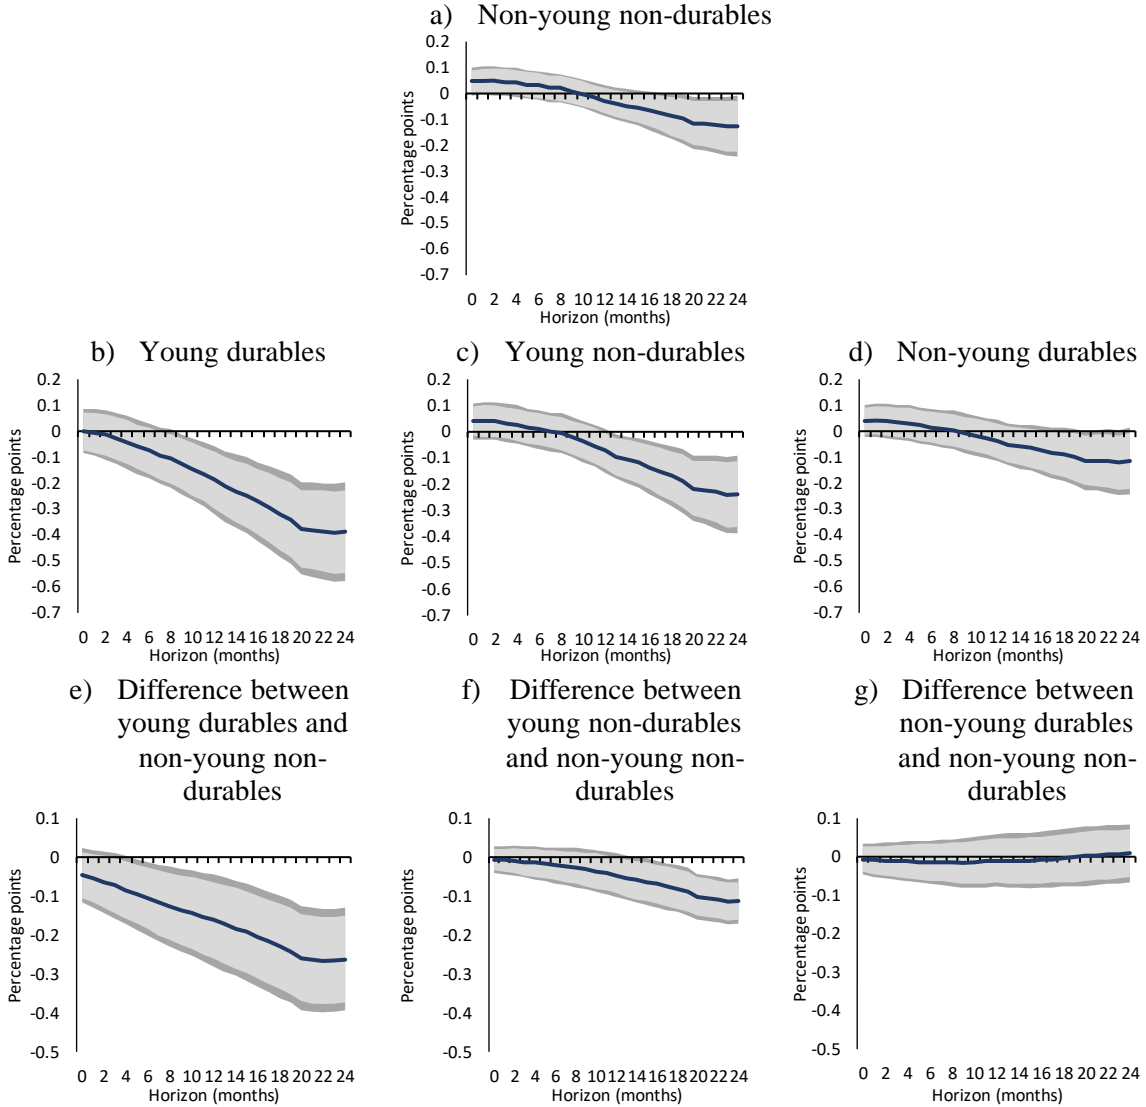 a) Non-young non-durables
0.2
0.1
0
-0.1
-0.2
-0.3
-0.4
-0.5
-0.6
-0.7
Percentage points
0 2 4 6 8 10 12 14 16 18 20 22 24
Horizon (months)
b) Young durables
0.2
0.1
0
-0.1
-0.2
-0.3
-0.4
-0.5
-0.6
-0.7
Percentage points
0 2 4 6 8 10 12 14 16 18 20 22 24
Horizon (months)
c) Young non-durables
0.2
0.1
0
-0.1
-0.2
-0.3
-0.4
-0.5
-0.6
-0.7
Percentage points
0 2 4 6 8 10 12 14 16 18 20 22 24
Horizon (months)
d) Non-young durables
0.2
0.1
0
-0.1
-0.2
-0.3
-0.4
-0.5
-0.6
-0.7
Percentage points
0 2 4 6 8 10 12 14 16 18 20 22 24
Horizon (months)
e) Difference between
young durables and
non-young non-
durables
0.1
0
-0.1
-0.2
-0.3
-0.4
-0.5
Percentage points
0 2 4 6 8 10 12 14 16 18 20 22 24
Horizon (months)
f) Difference between
young non-durables
and non-young non-
durables
0.1
0
-0.1
-0.2
-0.3
-0.4
-0.5
Percentage points
0 2 4 6 8 10 12 14 16 18 20 22 24
Horizon (months)
g) Difference between
non-young durables
and non-young non-
durables
0.1
0
-0.1
-0.2
-0.3
-0.4
-0.5
Percentage points
0 2 4 6 8 10 12 14 16 18 20 22 24
Horizon (months)